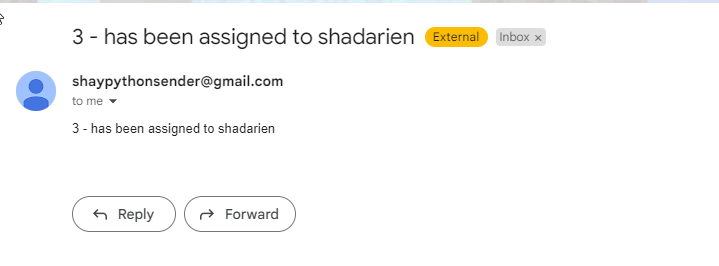 3 - has been assigned to shadarien External Inbox ×
shaypythonsender@gmail.com
to me
3 - has been assigned to shadarien
Reply Forward